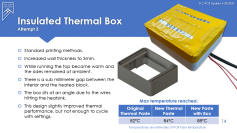 Insulated Thermal Box
Attempt 3
Standard printing methods.
Increased wall thickness to 3mm.
While running the top became warm and
the sides remained at ambient.
There is a sub millimeter gap between the
interior and the heated block.
The box sits at an angle due to the wires
hitting the heatsink.
This design slightly improved thermal
performance, but not enough to cycle
with settings.
Max temperature reached:
Original Thermal Paste
New Thermal Paste
New Paste with Box
82°C
84°C
88°C